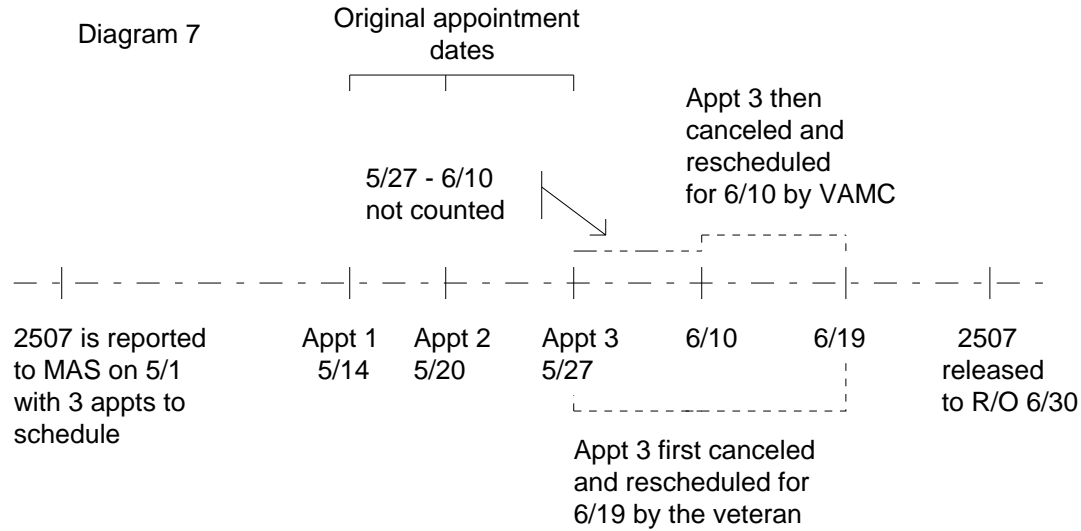 Diagram 7
Original appointment
dates
Appt 3 then
canceled and
rescheduled
for 6/10 by VAMC
5/27 - 6/10
not counted
2507 is reported
to MAS on 5/1
with 3 appts to
schedule
Appt 1
5/14
Appt 2
5/20
Appt 3
5/27
6/10
6/19
2507
released
to R/O 6/30
Appt 3 first canceled
and rescheduled for
6/19 by the veteran